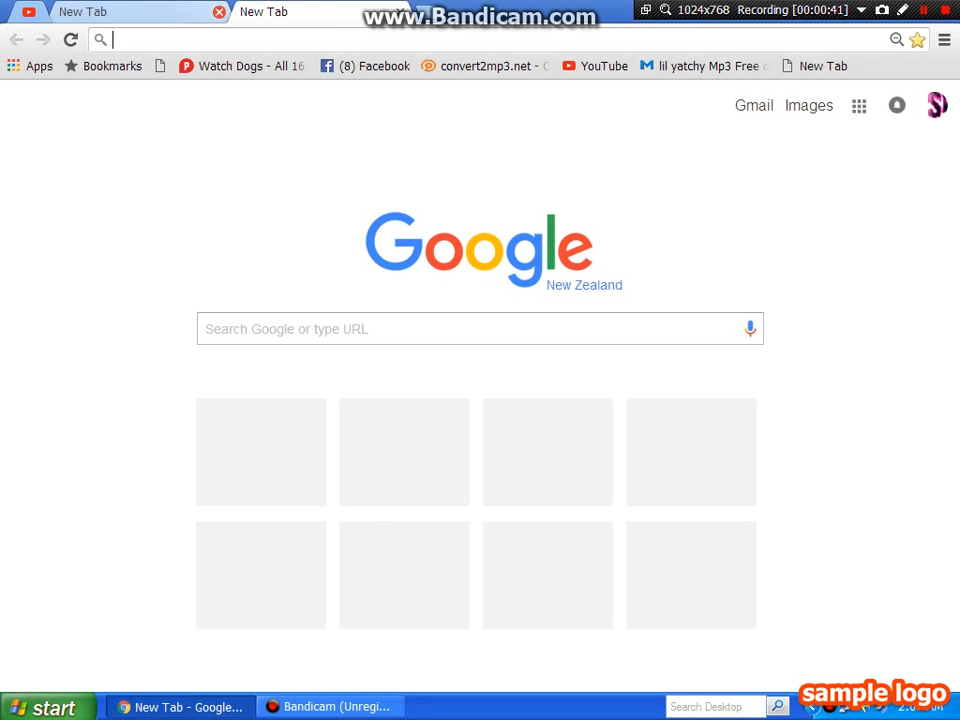 New Tab
New Tab
www.Bandicam.com
1024x768 Recording [00:00:41]
Apps
Bookmarks
Watch Dogs - All 16
(8) Facebook
convert2mp3.net - C
YouTube
lil yatchy Mp3 Free
New Tab
Gmail
Images
Google
New Zealand
Search Google or type URL
start
New Tab - Google...
Bandicam (Unregi...
Search Desktop
sample logo